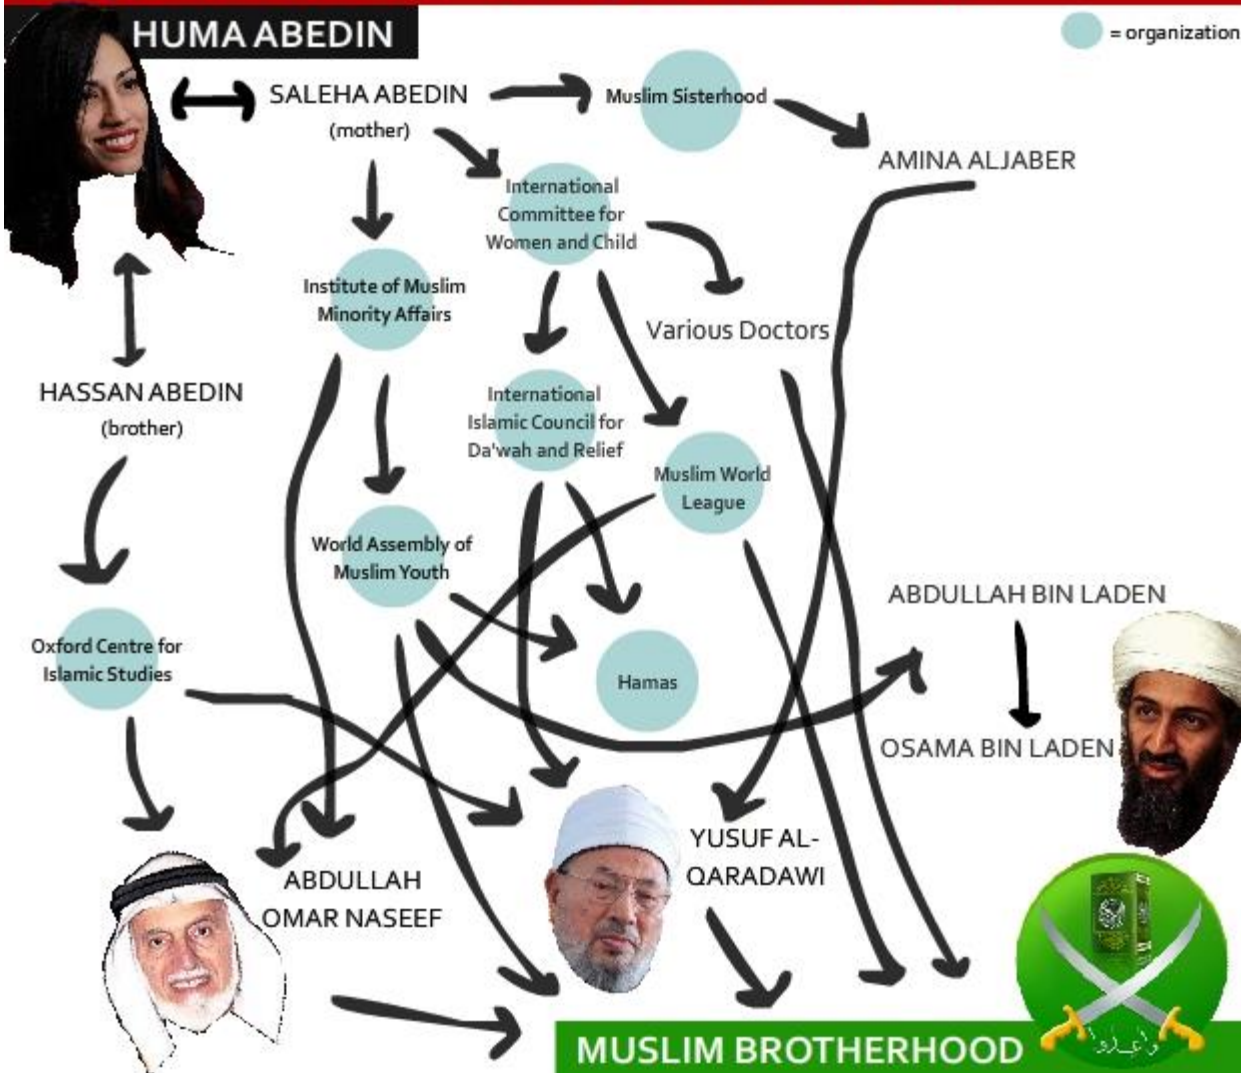 HUMA ABEDIN
= organization
SALEHA ABEDIN
(mother)
Muslim Sisterhood
AMINA ALJABER
International
Committee for
Women and Child
Institute of Muslim
Minority Affairs
Various Doctors
HASSAN ABEDIN
(brother)
International
Islamic Council for
Da'wah and Relief
Muslim World
League
World Assembly of
Muslim Youth
ABDULLAH BIN LADEN
Oxford Centre for
Islamic Studies
Hamas
OSAMA BIN LADEN
YUSUF AL-
QARADAWI
ABDULLAH
OMAR NASEEF
وأعدوا
MUSLIM BROTHERHOOD